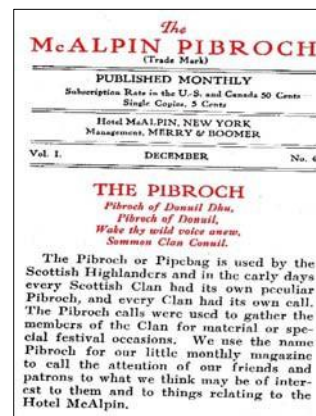 The
McALPIN PIBROCH
(Trade Mark)
PUBLISHED MONTHLY
Subscription Rate in the U.S. and Canada 50 Cents
Single Copies, 5 Cents
Hotel McALPIN, NEW YORK
Management, MERRY & BOOMER
Vol. I. DECEMBER No. 4
THE PIBROCH
Pibroch of Donuil Dhu,
Pibroch of Donuil,
Wake thy wild voice anew,
Sommon Clan Conuil.
The Pibroch or Pipebag is used by the
Scottish Highlanders and in the early days
every Scottish Clan had its own peculiar
Pibroch, and every Clan had its own call.
The Pibroch calls were used to gather the
members of the Clan for material or spe-
cial festival occasions. We use the name
Pibroch for our little monthly magazine
to call the attention of our friends and
patrons to what we think may be of inter-
est to them and to things relating to the
Hotel McAlpin.